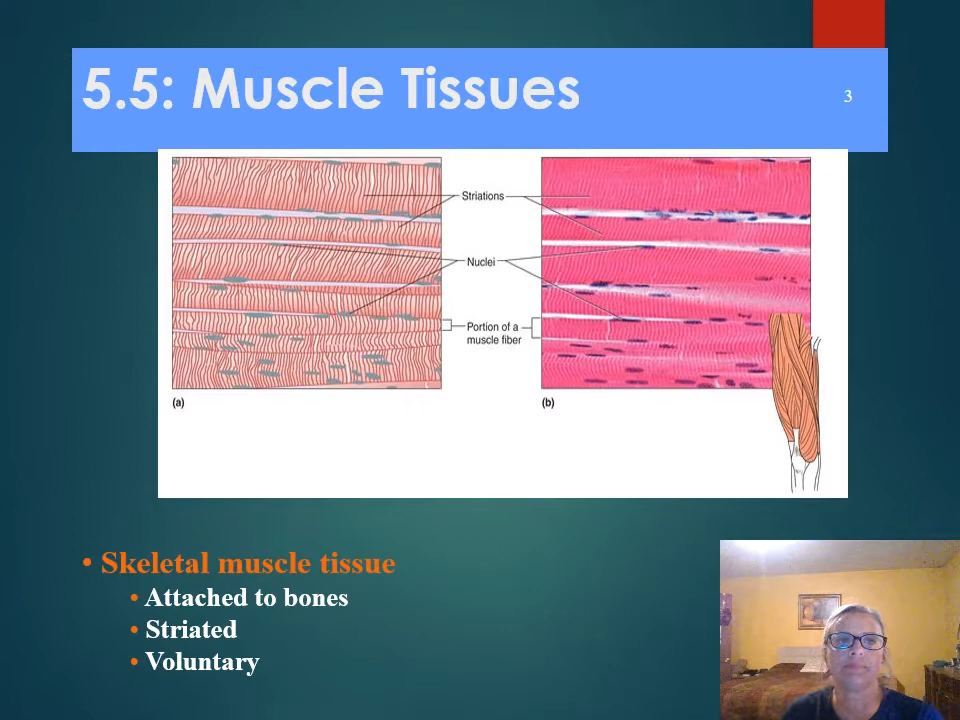 5.5: Muscle Tissues
3
Striations
Nuclei
Portion of a
muscle fiber
(a)
(b)
• Skeletal muscle tissue
• Attached to bones
• Striated
• Voluntary